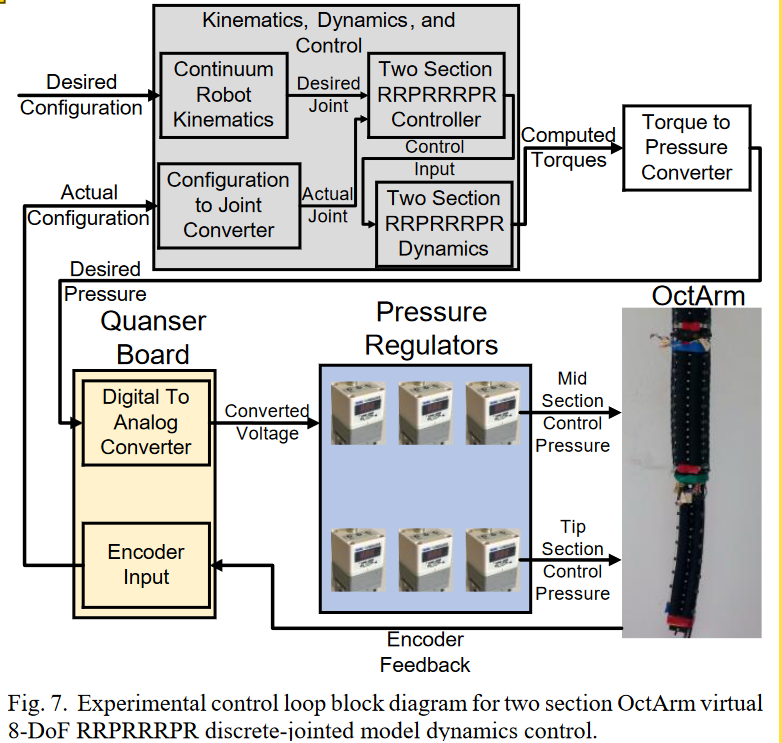 Kinematics, Dynamics, and
Control
Desired
Configuration
Continuum
Robot
Kinematics
Desired
Joint
Two Section
RRPRRRPR
Controller
Control
Input
Actual
Configuration
Configuration
to Joint
Converter
Actual
Joint
Two Section
RRPRRRPR
Dynamics
Computed
Torques
Torque to
Pressure
Converter
Desired
Pressure
Quanser
Board
Digital To
Analog
Converter
Converted
Voltage
Encoder
Input
Pressure
Regulators
Mid
Section
Control
Pressure
Tip
Section
Control
Pressure
OctArm
Encoder
Feedback
Fig. 7. Experimental control loop block diagram for two section OctArm virtual
8-DoF RRPRRRPR discrete-jointed model dynamics control.